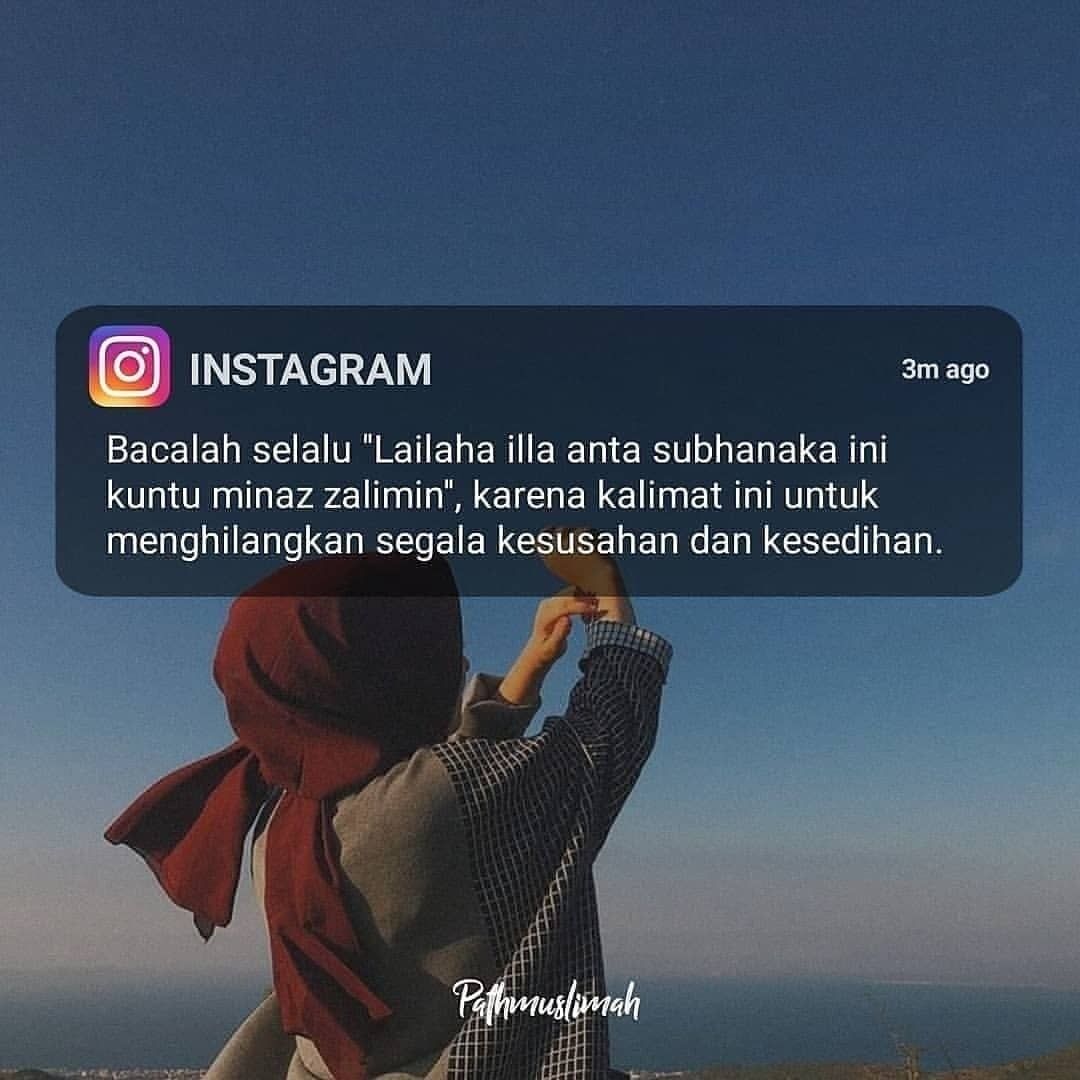 INSTAGRAM
3m ago
Bacalah selalu "Lailaha illa anta subhanaka ini
kuntu minaz zalimin", karena kalimat ini untuk
menghilangkan segala kesusahan dan kesedihan.
Pathmuslimah